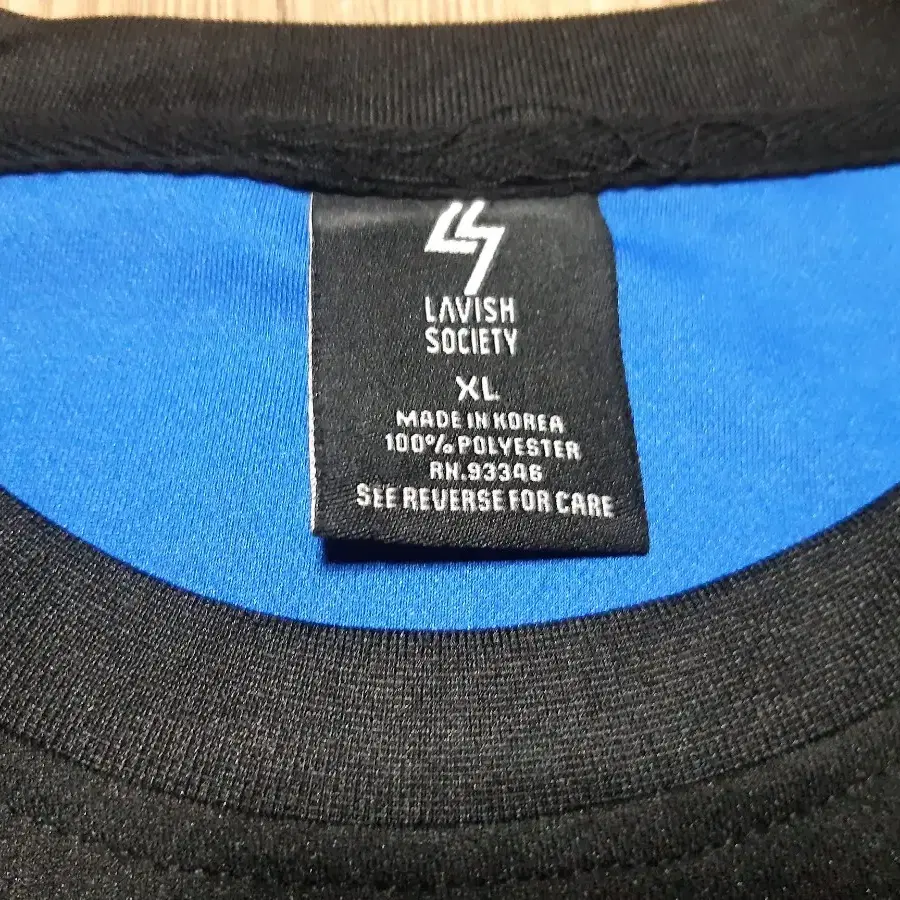 LAVISH
SOCIETY
XL
MADE IN KOREA
100% POLYESTER
RN.93346
SEE REVERSE FOR CARE